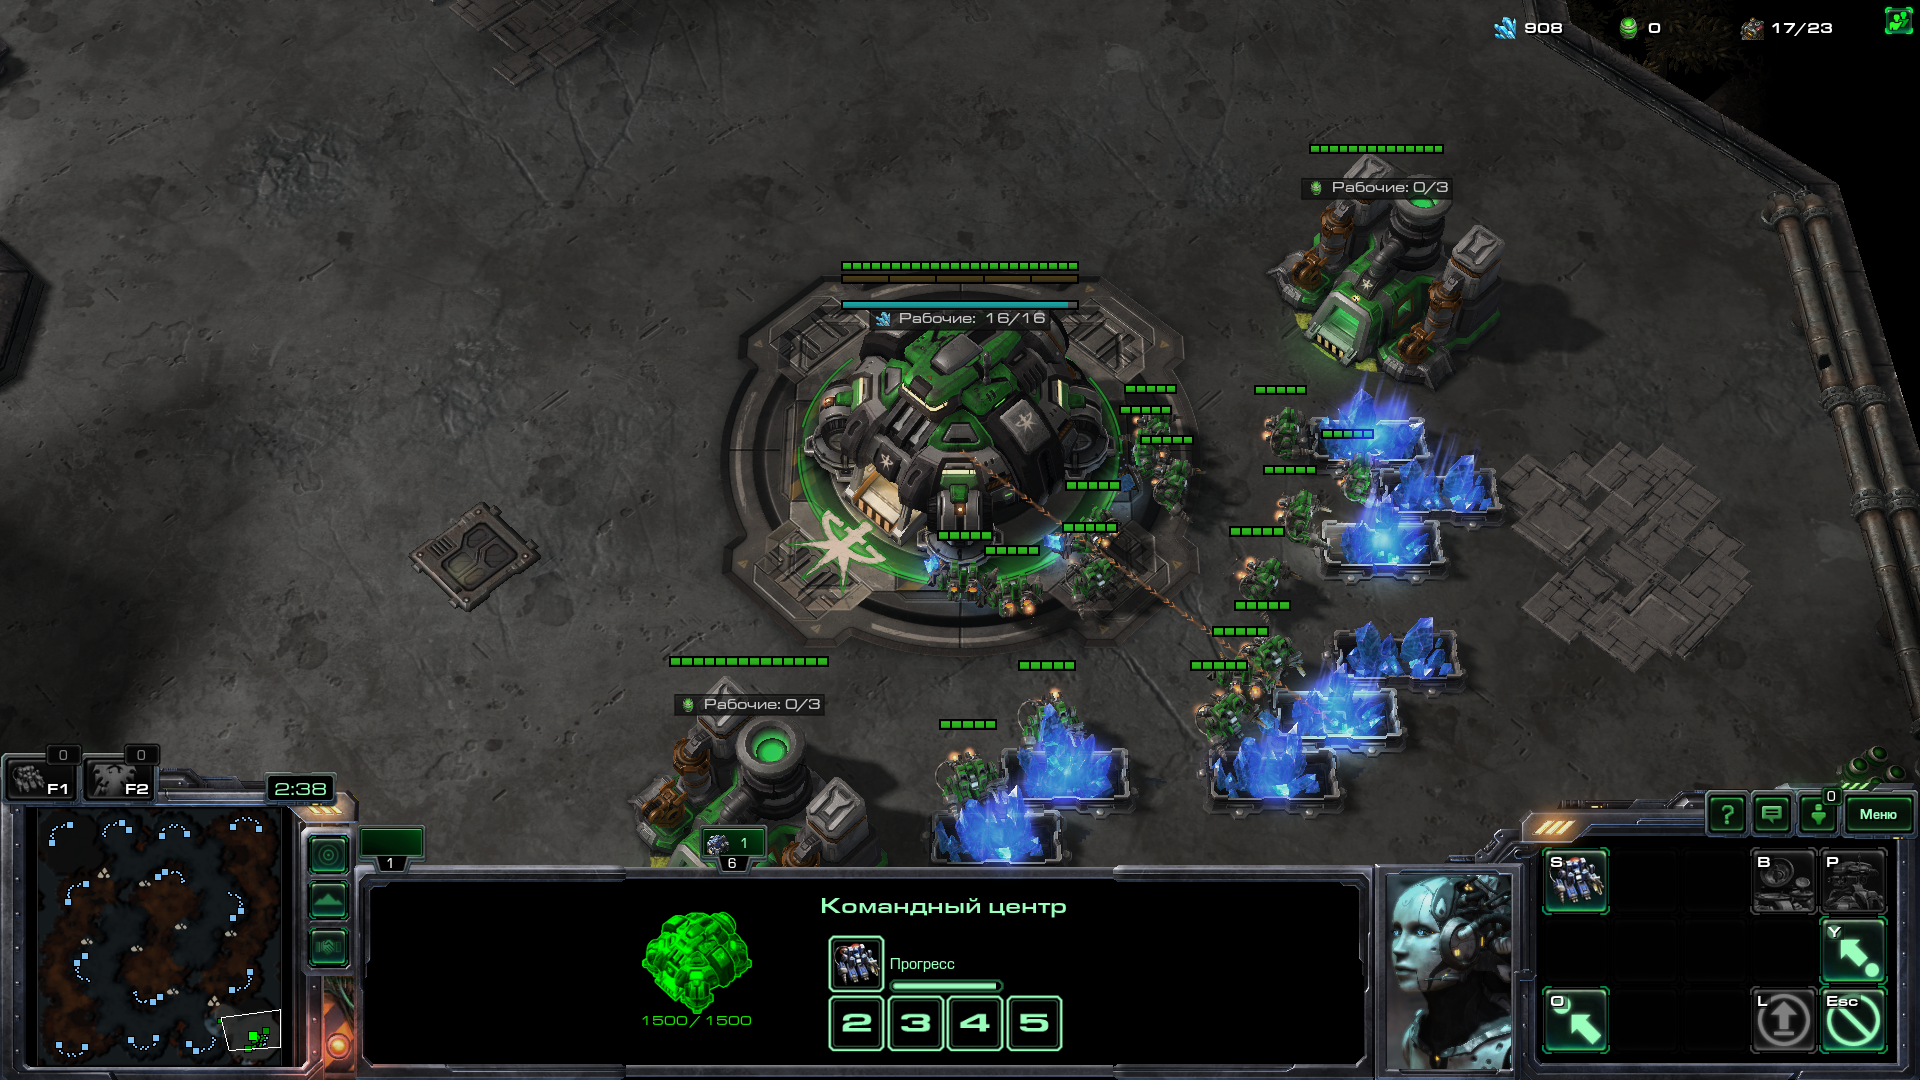 908 0 17/23
Рабочие: 0/3
Рабочие: 16/16
Рабочие: 0/3
0 0
F1 F2 2:38
0
? Меню
1
1
6
Командный центр
Прогресс
2 3 4 5
1500/1500
S B P
Y
O L Esc